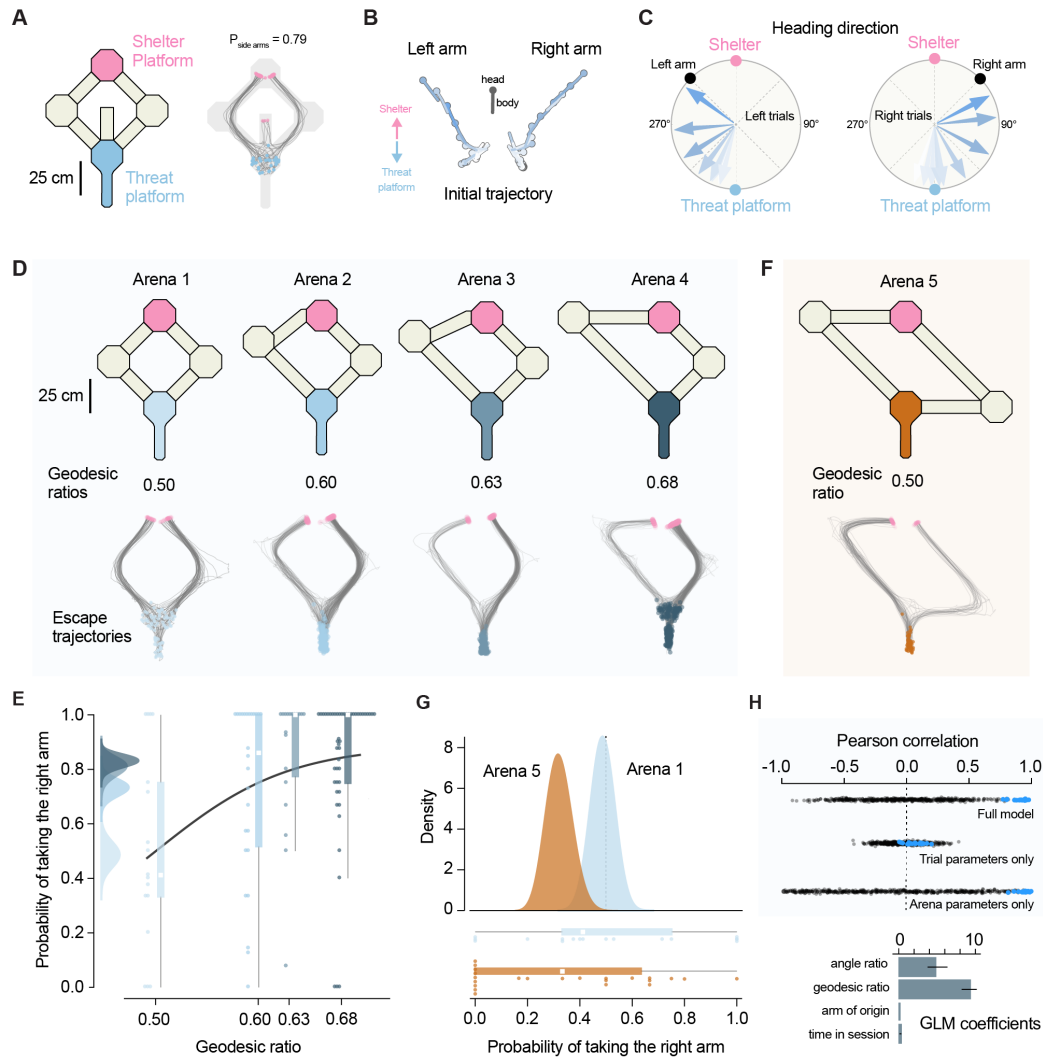 A
Shelter
Platform
P side arms = 0.79
25 cm
Threat
platform
B
Left arm
Right arm
head
body
Shelter
Threat
platform
Initial trajectory
C
Heading direction
Shelter
Shelter
Left arm
Right arm
270°
Left trials
90°
270°
Right trials
90°
Threat platform
Threat platform
D
Arena 1
Arena 2
Arena 3
Arena 4
25 cm
Geodesic
ratios
0.50
0.60
0.63
0.68
Escape
trajectories
F
Arena 5
Geodesic
ratio
0.50
E
Probability of taking the right arm
1.0
0.8
0.6
0.4
0.2
0.0
0.50
0.60
0.63
0.68
Geodesic ratio
G
Density
8
6
4
2
0
Arena 5
Arena 1
0.0
0.2
0.4
0.6
0.8
1.0
Probability of taking the right arm
H
Pearson correlation
-1.0
-0.5
0.0
0.5
1.0
Full model
Trial parameters only
Arena parameters only
0
10
angle ratio
geodesic ratio
arm of origin
time in session
GLM coefficients